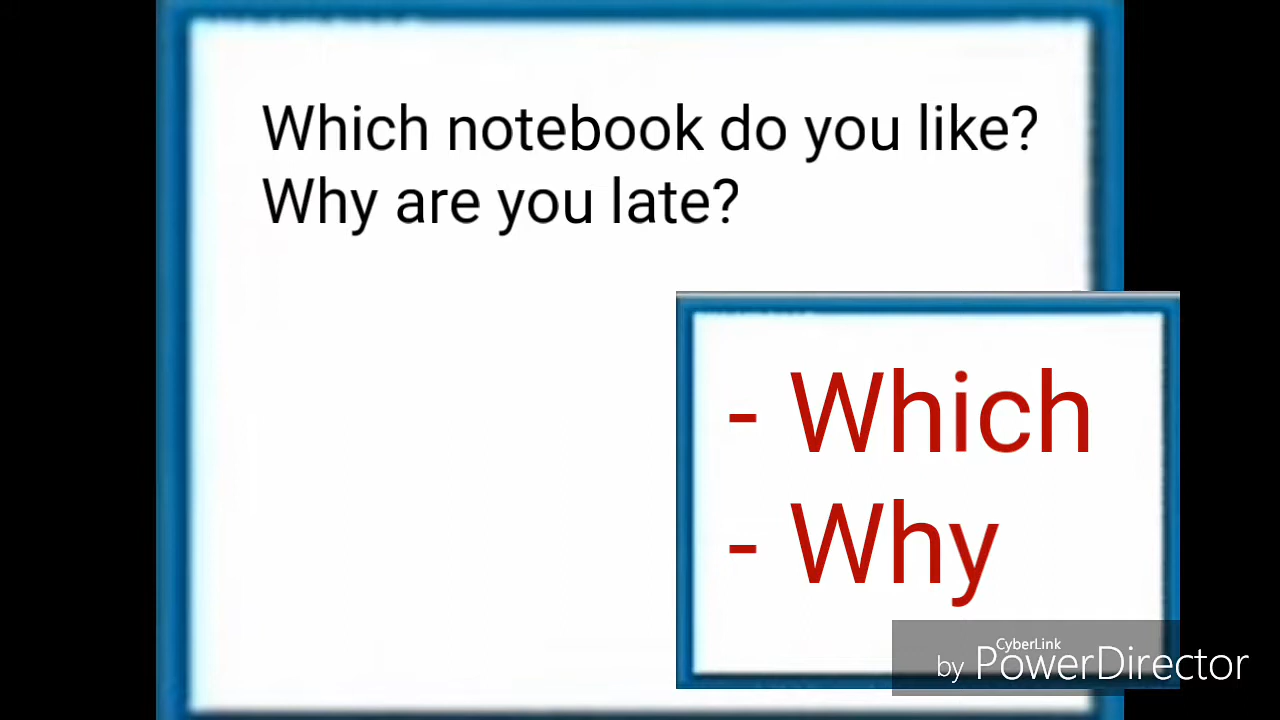 Which notebook do you like?
Why are you late?
- Which
- Why
CyberLink
by PowerDirector